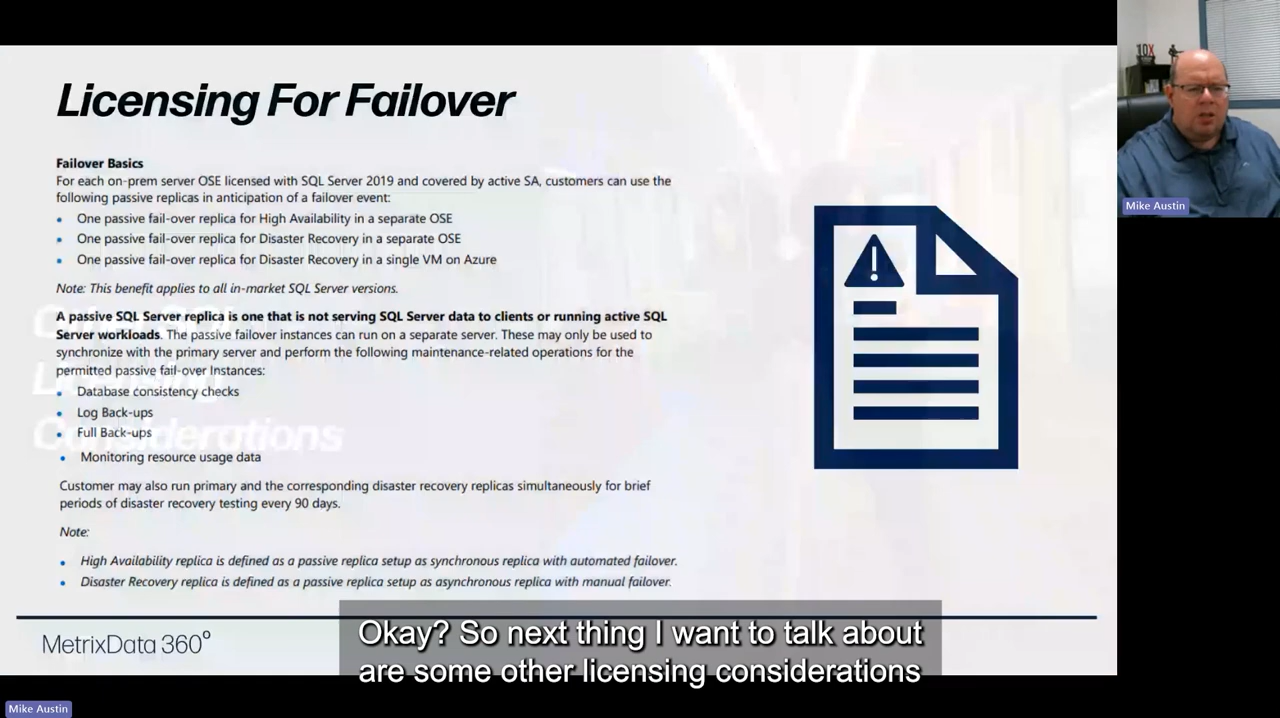 Licensing For Failover
Failover Basics
For each on-prem server OSE licensed with SQL Server 2019 and covered by active SA, customers can use the
following passive replicas in anticipation of a failover event:
• One passive fail-over replica for High Availability in a separate OSE
• One passive fail-over replica for Disaster Recovery in a separate OSE
• One passive fail-over replica for Disaster Recovery in a single VM on Azure
Note: This benefit applies to all in-market SQL Server versions.
A passive SQL Server replica is one that is not serving SQL Server data to clients or running active SQL
Server workloads. The passive failover instances can run on a separate server. These may only be used to
synchronize with the primary server and perform the following maintenance-related operations for the
permitted passive fail-over Instances:
• Database consistency checks
• Log Back-ups
• Full Back-ups
• Monitoring resource usage data
Customer may also run primary and the corresponding disaster recovery replicas simultaneously for brief
periods of disaster recovery testing every 90 days.
Note:
• High Availability replica is defined as a passive replica setup as synchronous replica with automated failover.
• Disaster Recovery replica is defined as a passive replica setup as asynchronous replica with manual failover.
Licensing
Considerations
MetrixData 360°
Okay? So next thing I want to talk about
are some other licensing considerations
10X
Mike Austin
Mike Austin